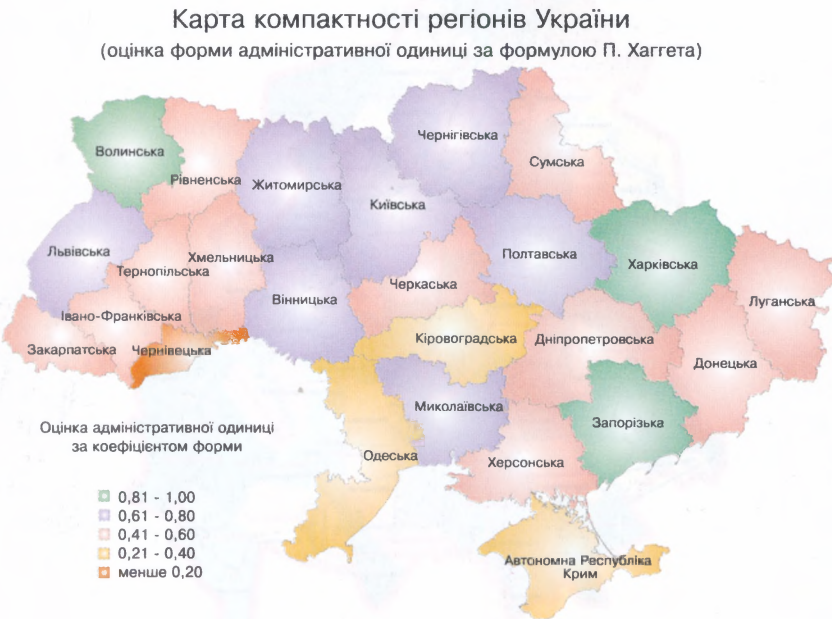 Карта компактності регіонів України
(оцінка форми адміністративної одиниці за формулою П. Хаггета)
Чернігівська
Волинська
Сумська
Рівненська
Житомирська
Київська
Львівська
Полтавська
Хмельницька
Харківська
Тернопільська
Черкаська
Вінницька
Луганська
Івано-Франківська
Кіровоградська
Дніпропетровська
Закарпатська
Чернівецька
Донецька
Миколаївська
Запорізька
Одеська
Херсонська
Автономна Республіка
Крим
Оцінка адміністративної одиниці
за коефіцієнтом форми
0,81 - 1,00
0,61 - 0,80
0,41 - 0,60
0,21 - 0,40
менше 0,20